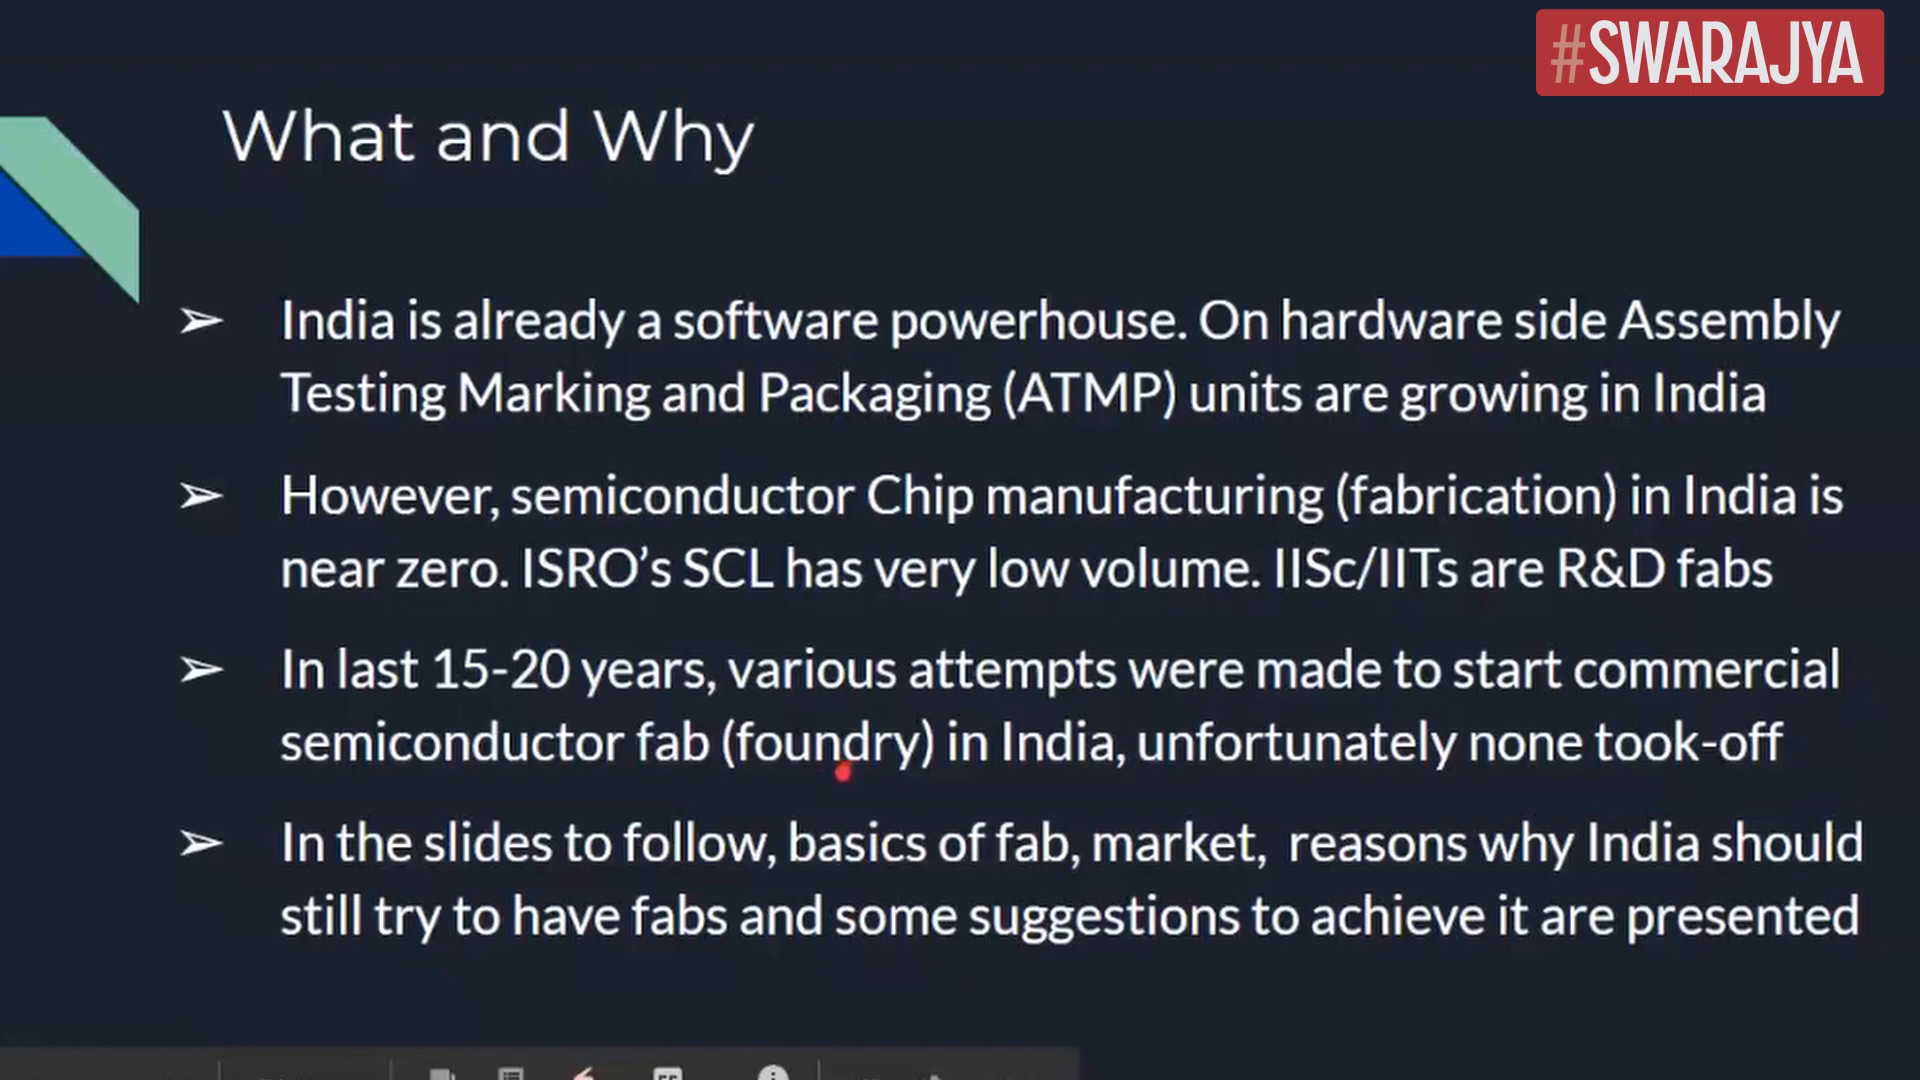 #SWARAJYA
What and Why
➢ India is already a software powerhouse. On hardware side Assembly
Testing Marking and Packaging (ATMP) units are growing in India
➢ However, semiconductor Chip manufacturing (fabrication) in India is
near zero. ISRO’s SCL has very low volume. IISc/IITs are R&D fabs
➢ In last 15-20 years, various attempts were made to start commercial
semiconductor fab (foundry) in India, unfortunately none took-off
➢ In the slides to follow, basics of fab, market,  reasons why India should
still try to have fabs and some suggestions to achieve it are presented